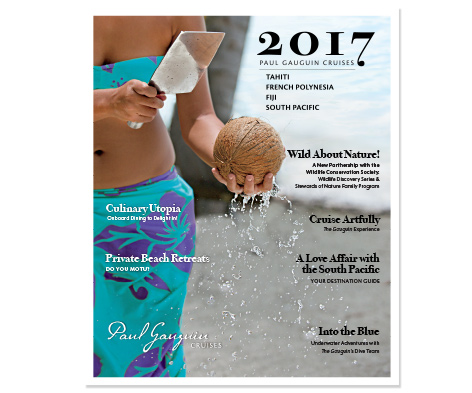 2017
PAUL GAUGUIN CRUISES
TAHITI
FRENCH POLYNESIA
FIJI
SOUTH PACIFIC
Wild About Nature!
A New Partnership with the
Wildlife Conservation Society,
Wildlife Discovery Series &
Stewards of Nature Family Program
Culinary Utopia
Onboard Dining to Delight In!
Cruise Artfully
The Gauguin Experience
Private Beach Retreats
DO YOU MOTU?
A Love Affair with
the South Pacific
YOUR DESTINATION GUIDE
Into the Blue
Underwater Adventures with
The Gauguin's Dive Team
Paul Gauguin
CRUISES